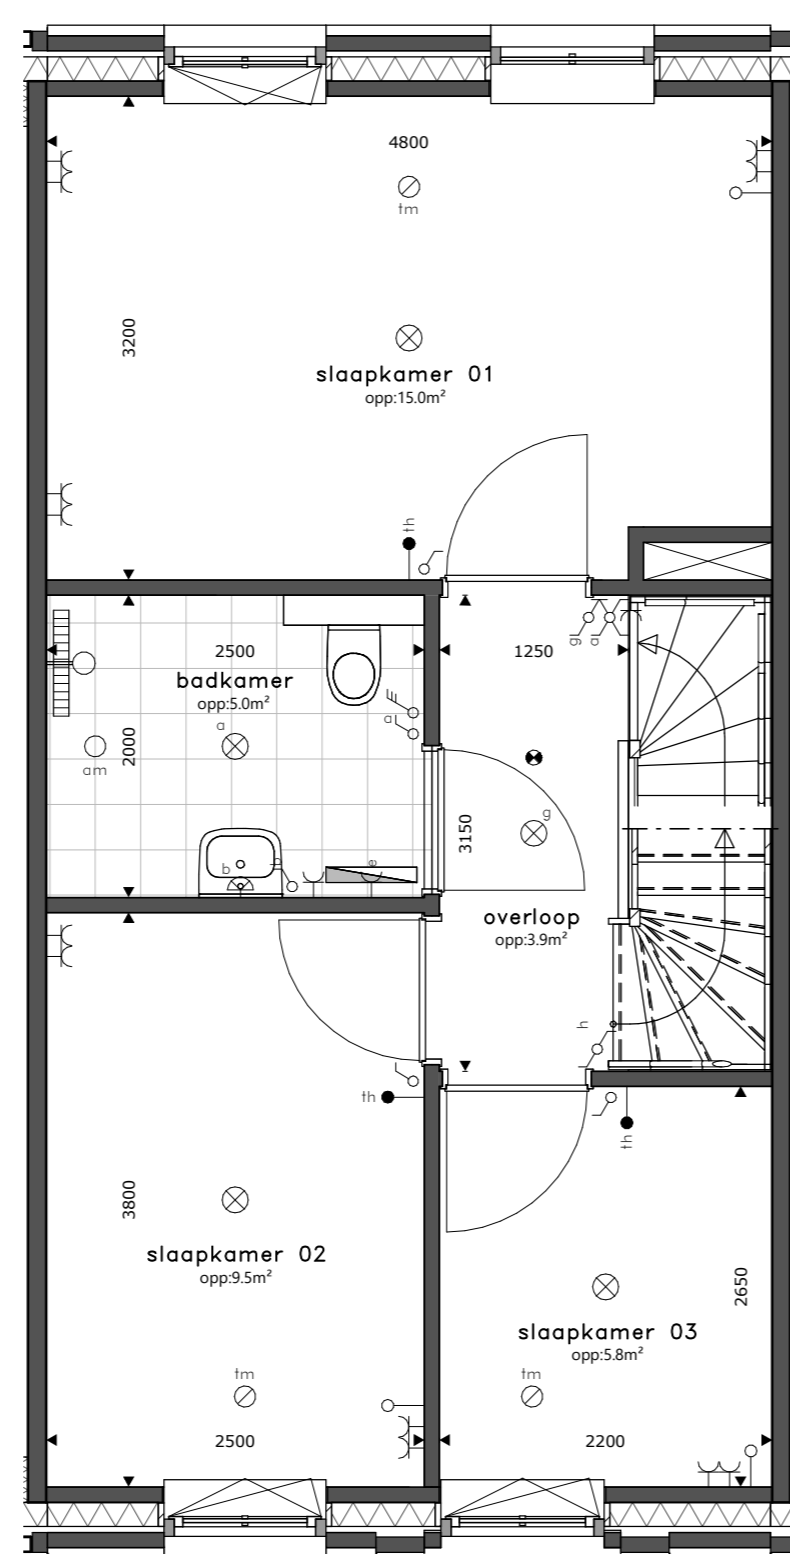 4800
tm
3200
slaapkamer 01
opp:15.0m²
th
g
a
2500
1250
badkamer
opp:5.0m²
a
a
2000
am
g
3150
b
b
e
overloop
opp:3.9m²
h
th
th
3800
slaapkamer 02
opp:9.5m²
2650
slaapkamer 03
opp:5.8m²
tm
tm
2500
2200